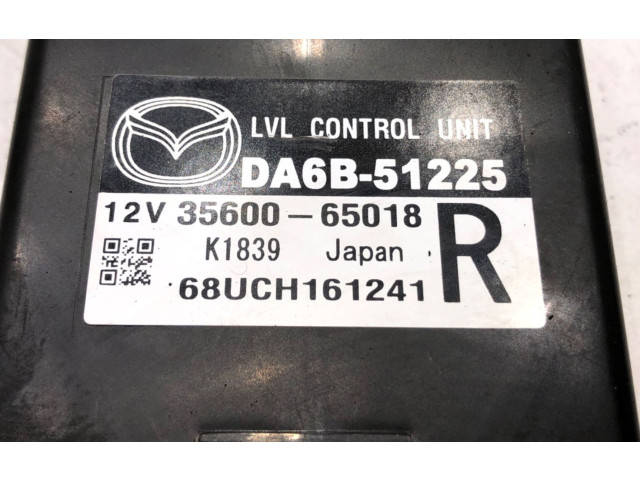 LVL CONTROL UNIT
DA6B-51225
12V 35600-65018
K1839 Japan
R
68UCH161241